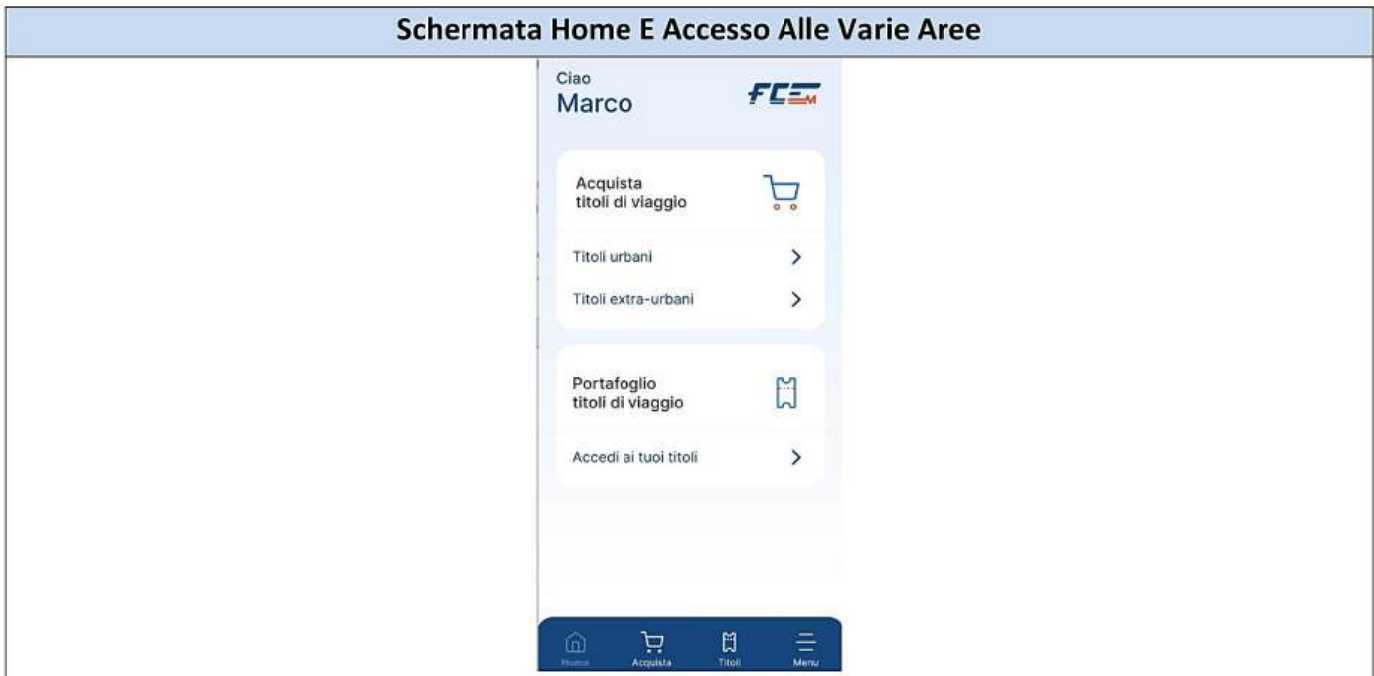 Schermata Home E Accesso Alle Varie Aree
Ciao
Marco
FCE M
Acquista
titoli di viaggio
Titoli urbani
Titoli extra-urbani
Portafoglio
titoli di viaggio
Accedi ai tuoi titoli
Home Acquista Titoli Menu